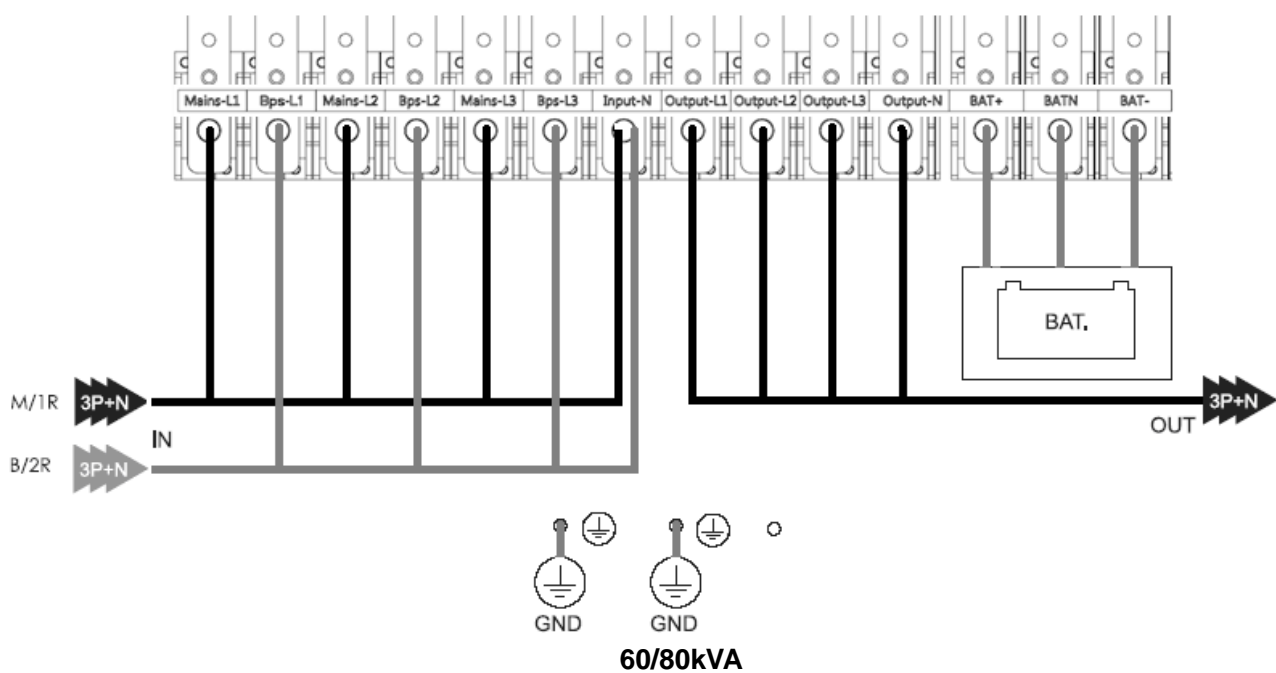 Mains-L1 Bps-L1 Mains-L2 Bps-L2 Mains-L3 Bps-L3 Input-N Output-L1 Output-L2 Output-L3 Output-N BAT+ BATN BAT-
BAT.
M/1R 3P+N
3P+N
IN
OUT
B/2R 3P+N
GND GND
60/80kVA